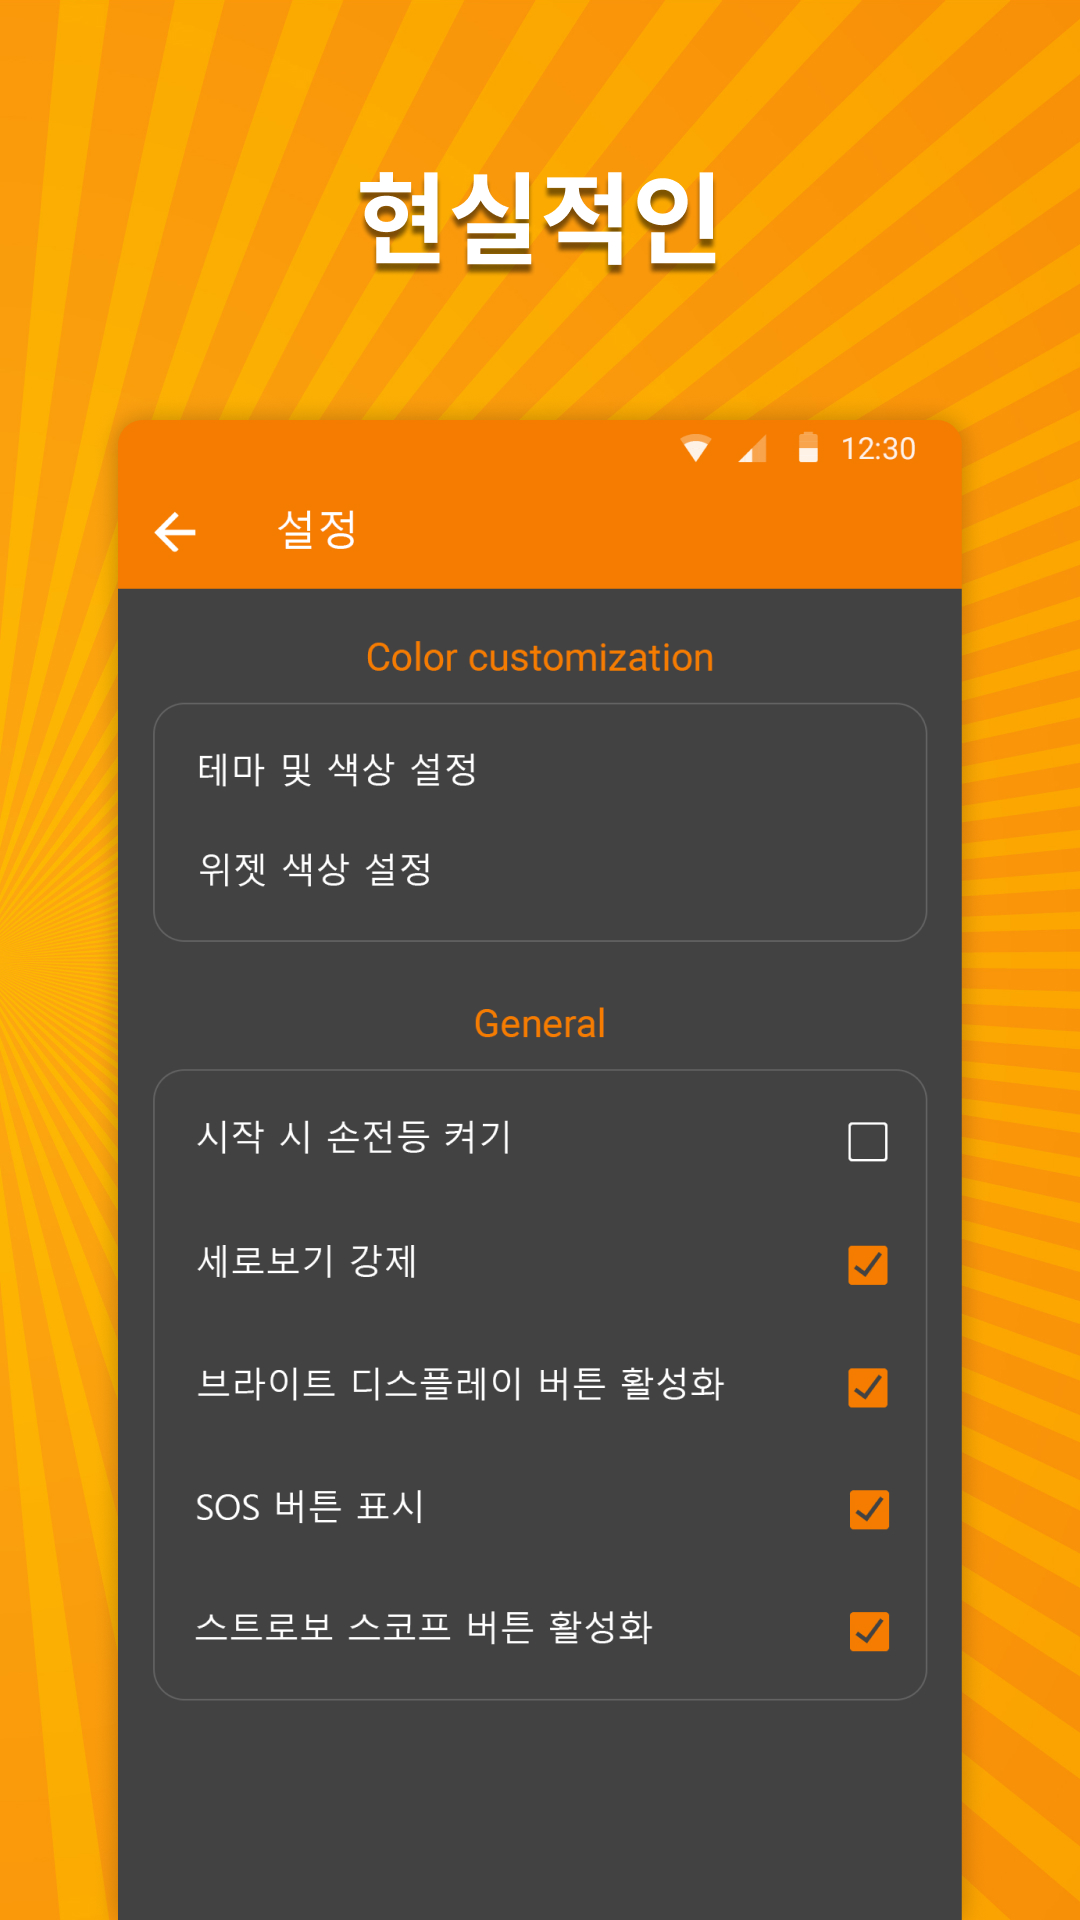 현실적인
12:30
설정
Color customization
테마 및 색상 설정
위젯 색상 설정
General
시작 시 손전등 켜기
세로보기 강제
브라이트 디스플레이 버튼 활성화
SOS 버튼 표시
스트로보 스코프 버튼 활성화